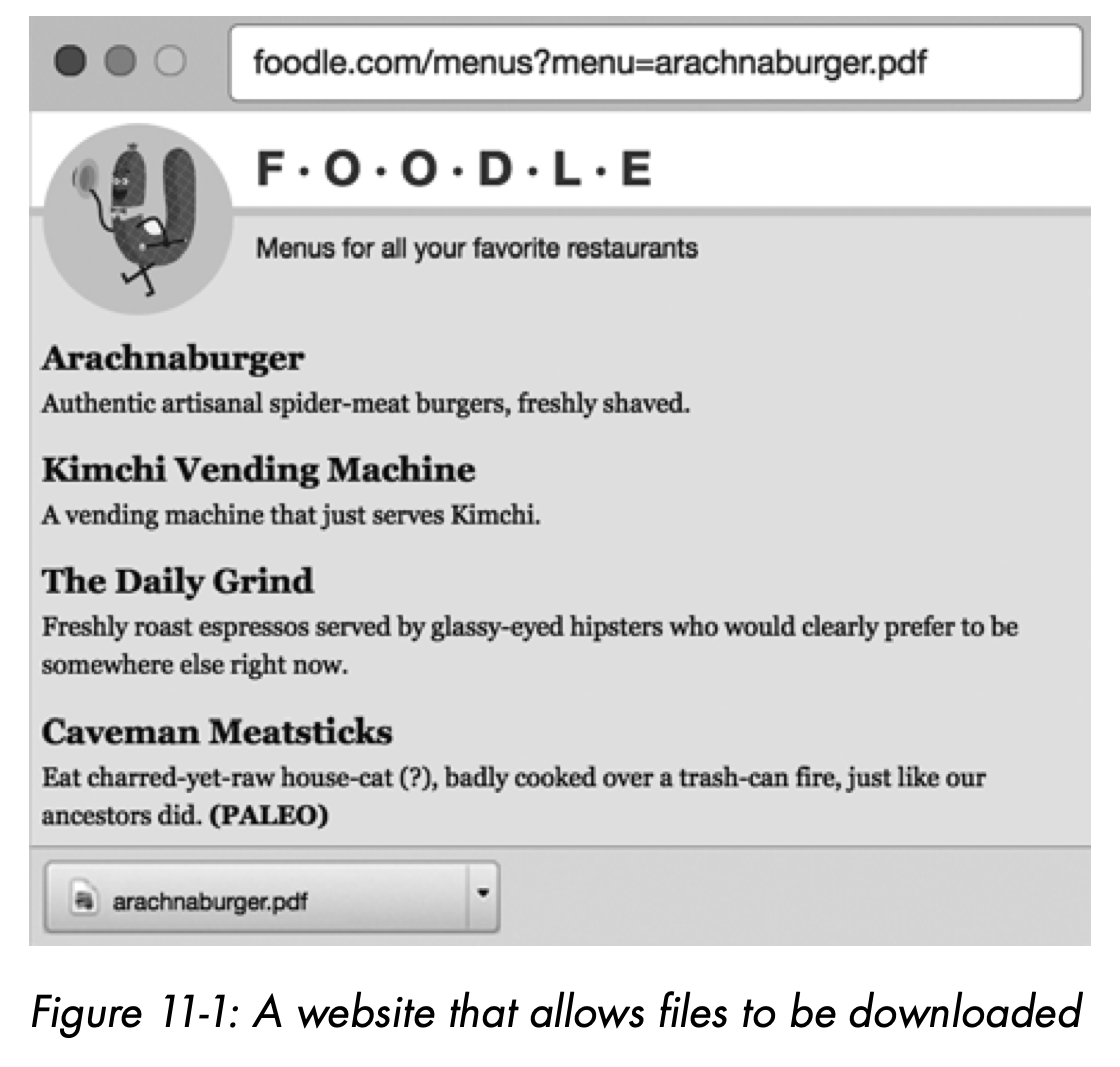 foodle.com/menus?menu=arachnaburger.pdf
F·O·O·D·L·E
Menus for all your favorite restaurants
Arachnaburger
Authentic artisanal spider-meat burgers, freshly shaved.
Kimchi Vending Machine
A vending machine that just serves Kimchi.
The Daily Grind
Freshly roast espressos served by glassy-eyed hipsters who would clearly prefer to be
somewhere else right now.
Caveman Meatsticks
Eat charred-yet-raw house-cat (?), badly cooked over a trash-can fire, just like our
ancestors did. (PALEO)
arachnaburger.pdf
Figure 11-1: A website that allows files to be downloaded